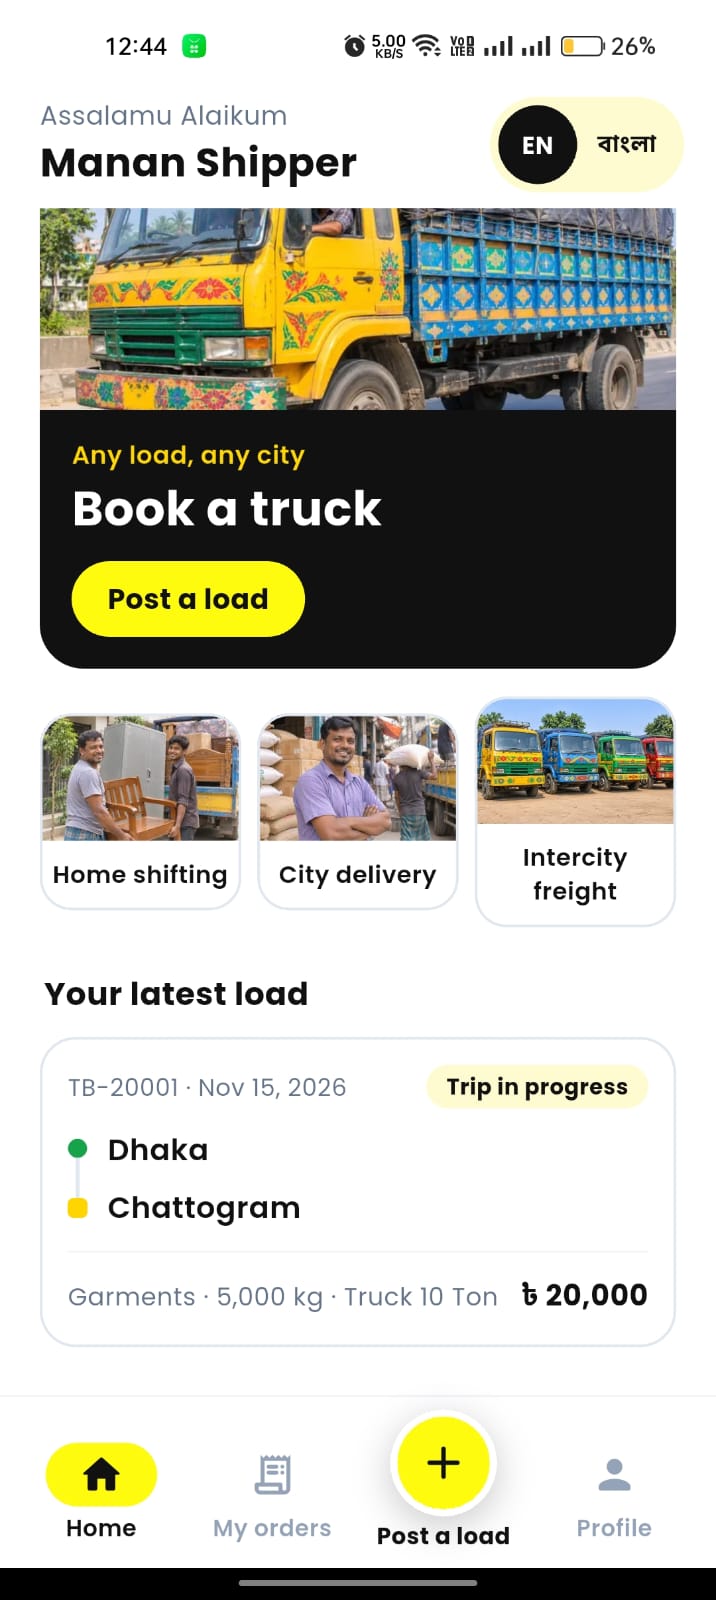 12:44
5.00 KB/S
Vo LTE
26%
Assalamu Alaikum
Manan Shipper
EN
বাংলা
Any load, any city
Book a truck
Post a load
Home shifting
City delivery
Intercity
freight
Your latest load
TB-20001 · Nov 15, 2026
Trip in progress
Dhaka
Chattogram
Garments · 5,000 kg · Truck 10 Ton
৳ 20,000
Home
My orders
Post a load
Profile